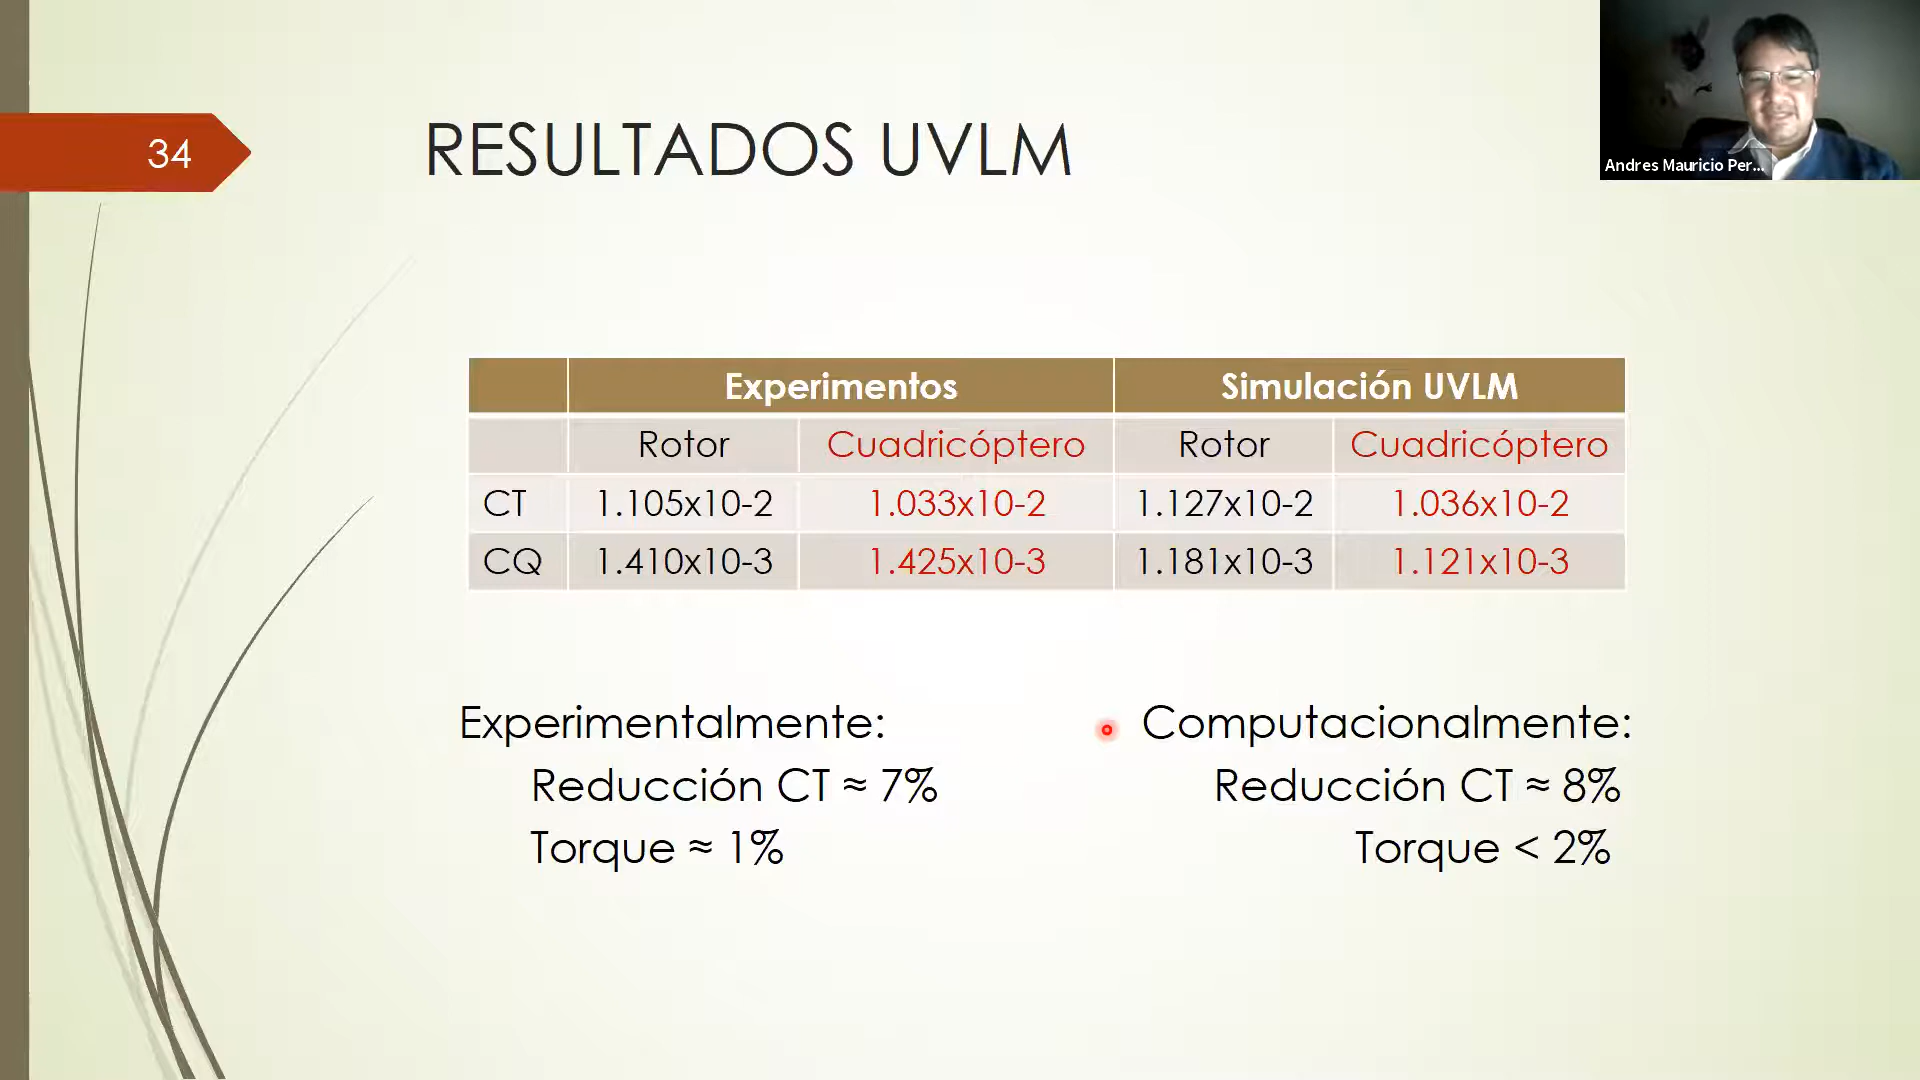 34
RESULTADOS UVLM
Andres Mauricio Per...
Experimentos Simulación UVLM
Rotor Cuadricóptero Rotor Cuadricóptero
CT 1.105x10-2 1.033x10-2 1.127x10-2 1.036x10-2
CQ 1.410x10-3 1.425x10-3 1.181x10-3 1.121x10-3
Experimentalmente:
Reducción CT ≈ 7%
Torque ≈ 1%
Computacionalmente:
Reducción CT ≈ 8%
Torque < 2%